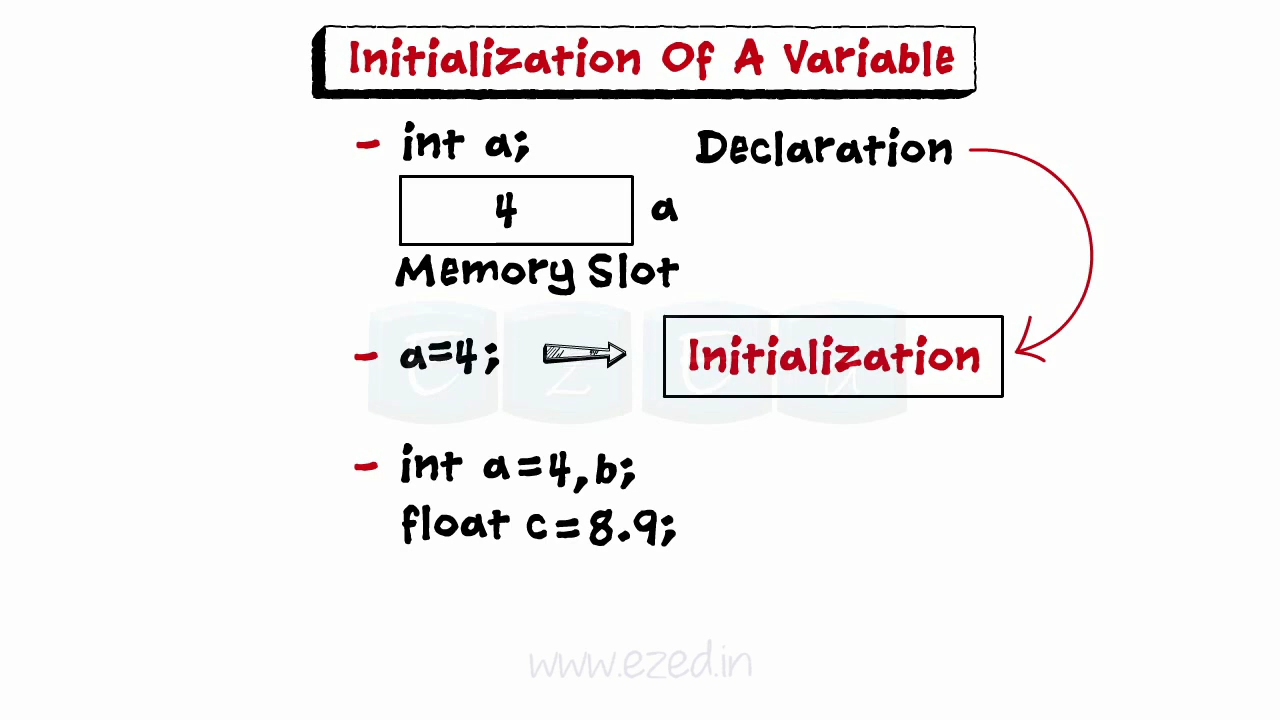 Initialization Of A Variable
- int a; Declaration
4 a
Memory Slot
- a=4; Initialization
- int a=4,b;
float c=8.9;
www.ezed.in